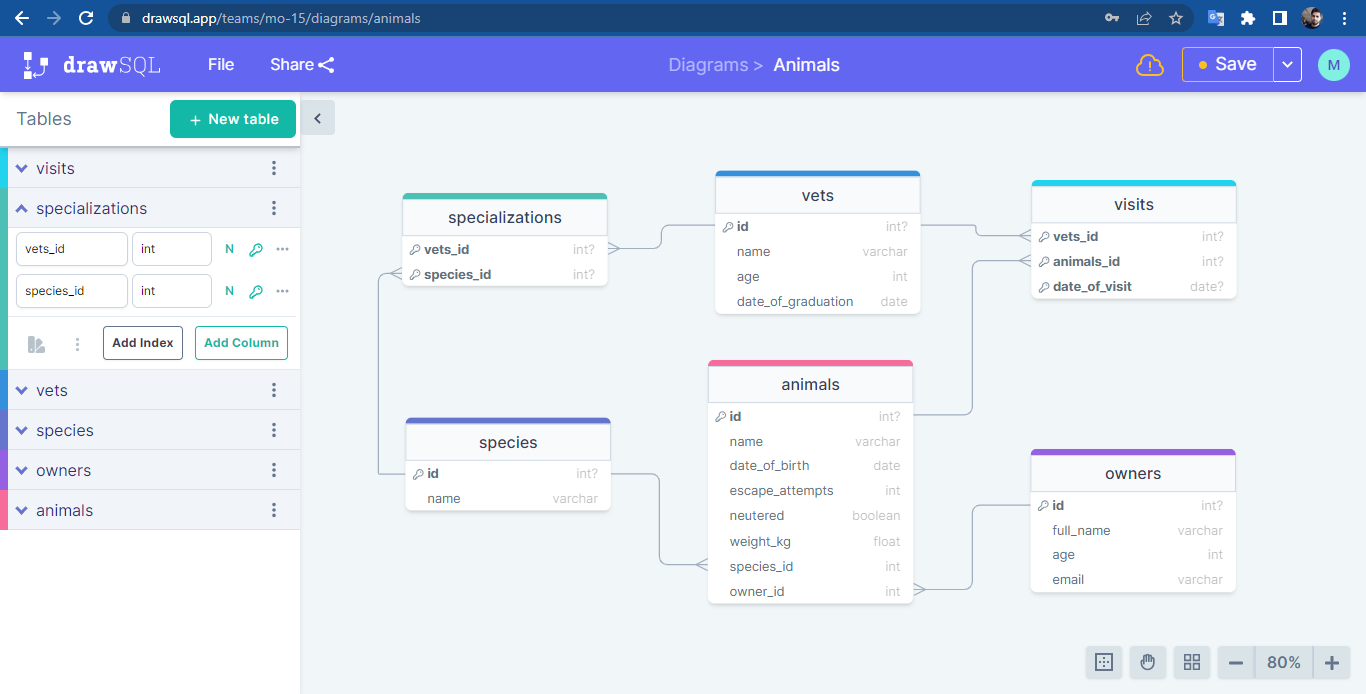 drawsql.app/teams/mo-15/diagrams/animals
drawSQL
File
Share
Diagrams > Animals
Save
M
Tables
+ New table
visits
specializations
vets_id int N
species_id int N
Add Index
Add Column
vets
species
owners
animals
specializations
vets_id int?
species_id int?
vets
id int?
name varchar
age int
date_of_graduation date
visits
vets_id int?
animals_id int?
date_of_visit date?
species
id int?
name varchar
animals
id int?
name varchar
date_of_birth date
escape_attempts int
neutered boolean
weight_kg float
species_id int
owner_id int
owners
id int?
full_name varchar
age int
email varchar
80%